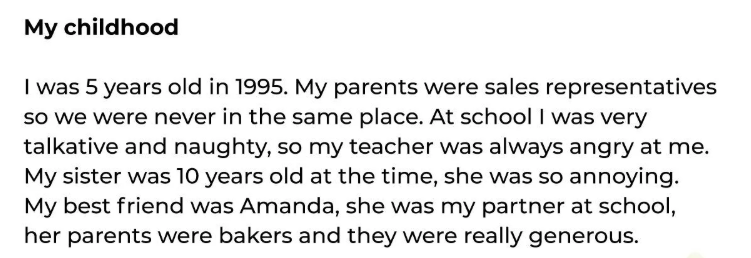 My childhood
I was 5 years old in 1995. My parents were sales representatives
so we were never in the same place. At school I was very
talkative and naughty, so my teacher was always angry at me.
My sister was 10 years old at the time, she was so annoying.
My best friend was Amanda, she was my partner at school,
her parents were bakers and they were really generous.